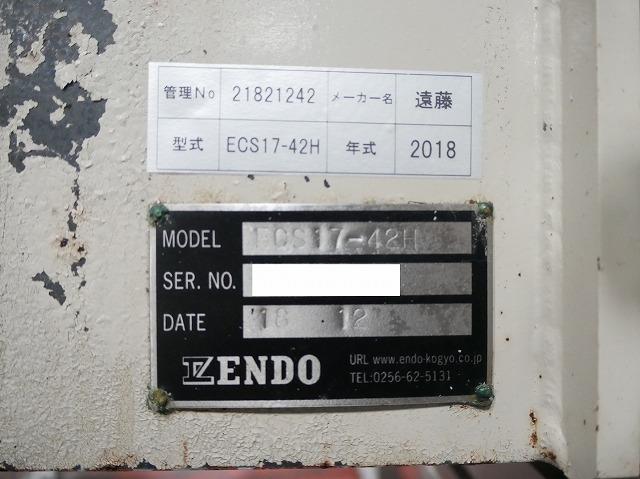 管理No 21821242 メーカー名 遠藤
型式 ECS17-42H 年式 2018
MODEL ECS17-42H
SER. NO.
DATE '18 12
ENDO URL www.endo-kogyo.co.jp
TEL:0256-62-5131